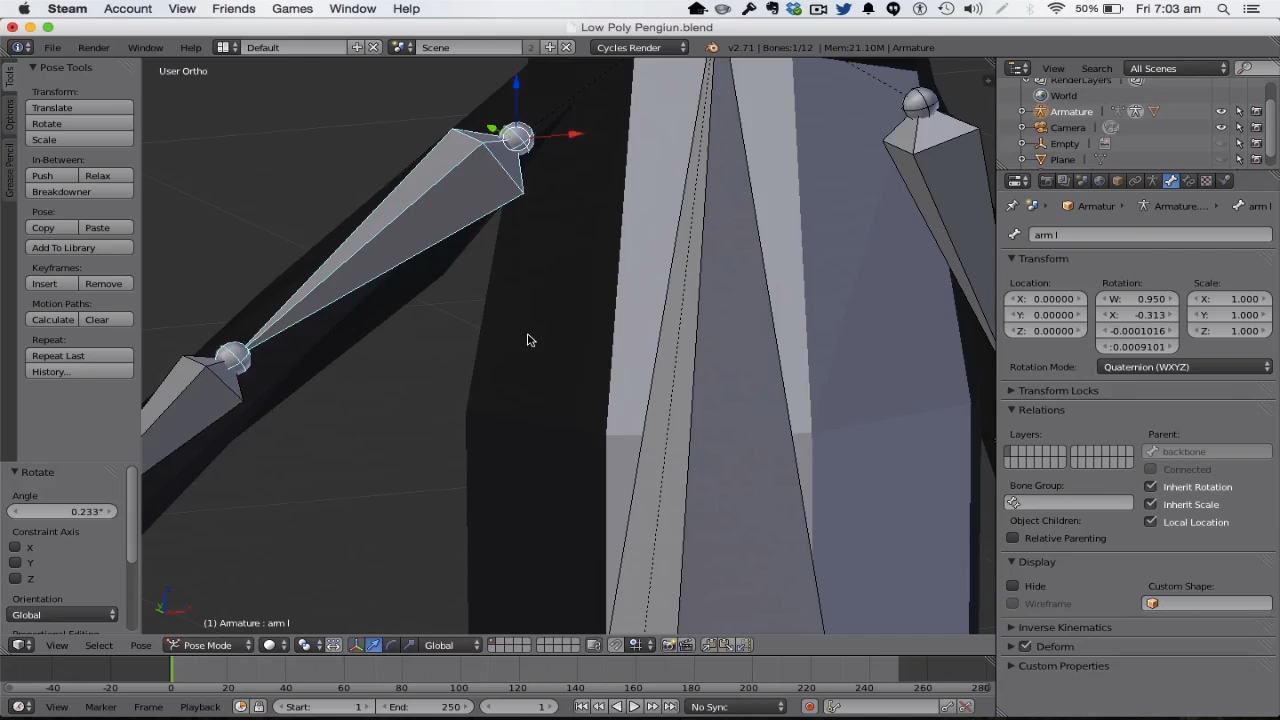 Steam Account View Friends Games Window Help 50% Fri 7:03 am
Low Poly Pengiun.blend
File Render Window Help Default Scene 2 Cycles Render v2.71 | Bones:1/12 | Mem:21.10M | Armature
Tools
Options
Grease Pencil
Pose Tools
Transform:
Translate
Rotate
Scale
In-Between:
Push Relax
Breakdowner
Pose:
Copy Paste
Add To Library
Keyframes:
Insert Remove
Motion Paths:
Calculate Clear
Repeat:
Repeat Last
History...
Rotate
Angle
0.233°
Constraint Axis
X
Y
Z
Orientation
Global
User Ortho
(1) Armature : arm l
View Select Pose Pose Mode Global
View Search All Scenes
RenderLayers
World
Armature
Camera
Empty
Plane
Armatur Armature.... arm l
arm l
Transform
Location: Rotation: Scale:
X: 0.00000 W: 0.950 X: 1.000
Y: 0.00000 X: -0.313 Y: 1.000
Z: 0.00000 -0.0001016 Z: 1.000
:0.0009101
Rotation Mode: Quaternion (WXYZ)
Transform Locks
Relations
Layers: Parent:
backbone
Connected
Bone Group: Inherit Rotation
Inherit Scale
Object Children: Local Location
Relative Parenting
Display
Hide Custom Shape:
Wireframe
Inverse Kinematics
Deform
Custom Properties
-40 -20 0 20 40 60 80 100 120 140 160 180 200 220 240 260 280
View Marker Frame Playback Start: 1 End: 250 1 No Sync